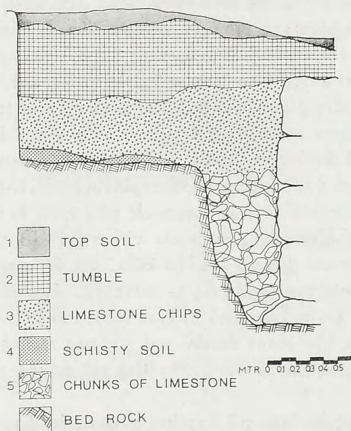 1 TOP SOIL
2 TUMBLE
3 LIMESTONE CHIPS
4 SCHISTY SOIL
MTR 0 01 02 03 04 05
5 CHUNKS OF LIMESTONE
BED ROCK